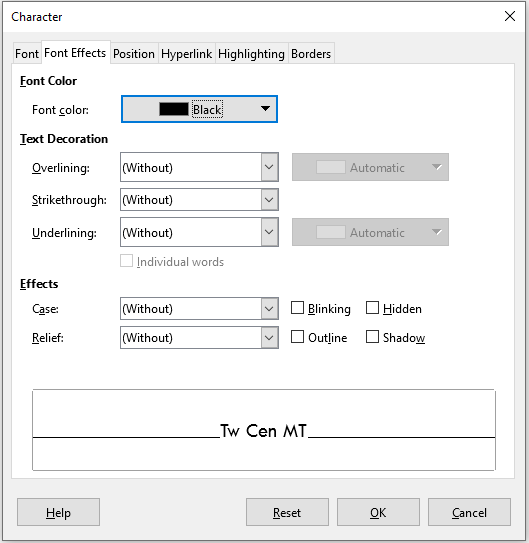 Character
Font Font Effects Position Hyperlink Highlighting Borders
Font Color
Font color: Black
Text Decoration
Overlining: (Without) Automatic
Strikethrough: (Without)
Underlining: (Without) Automatic
Individual words
Effects
Case: (Without) Blinking Hidden
Relief: (Without) Outline Shadow
Tw Cen MT
Help Reset OK Cancel